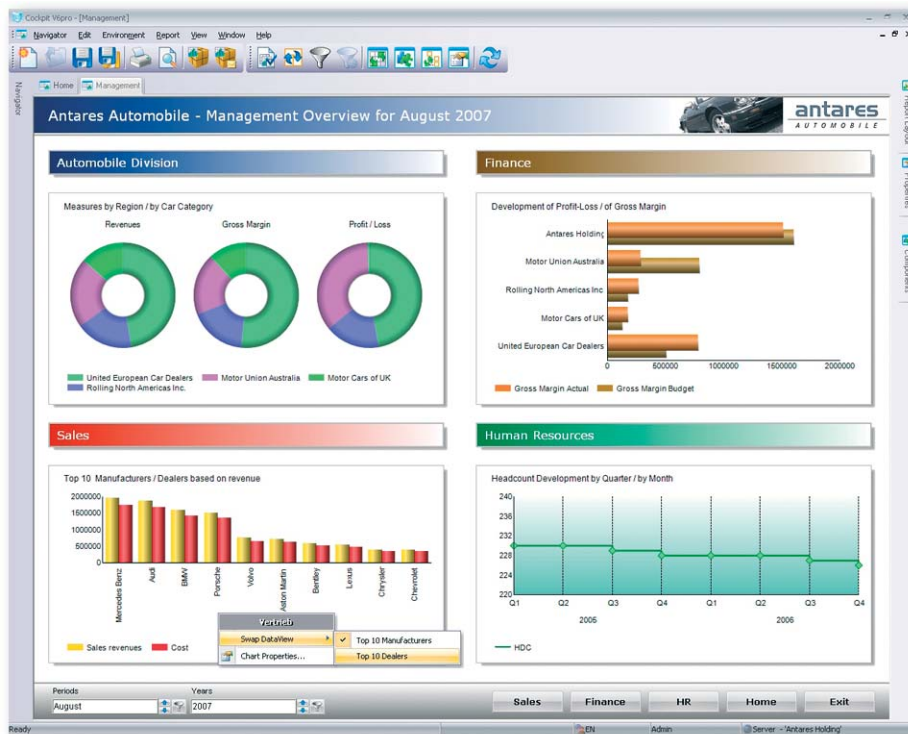 Cockpit V6pro - [Management]
Navigator Edit Environment Report View Window Help
Navigator
Home Management
Antares Automobile - Management Overview for August 2007
antares
AUTOMOBILE
Report Layout
Properties
Components
Automobile Division
Measures by Region / by Car Category
Revenues Gross Margin Profit / Loss
United European Car Dealers Motor Union Australia Motor Cars of UK
Rolling North Americas Inc.
Finance
Development of Profit-Loss / of Gross Margin
Antares Holding
Motor Union Australia
Rolling North Americas Inc
Motor Cars of UK
United European Car Dealers
0 500000 1000000 1500000 2000000
Gross Margin Actual Gross Margin Budget
Sales
Top 10 Manufacturers / Dealers based on revenue
2000000
1500000
1000000
500000
0
Mercedes Benz Audi BMW Porsche Volvo Aston Martin Bentley Lexus Chrysler Chevrolet
Sales revenues Cost
Vertrieb
Swap DataView
Chart Properties...
Top 10 Manufacturers
Top 10 Dealers
Human Resources
Headcount Development by Quarter / by Month
240
236
232
228
224
220
Q1 Q2 Q3 Q4 Q1 Q2 Q3 Q4
2005 2006
HDC
Periods Years
August 2007
Sales Finance HR Home Exit
Ready EN Admin Server - 'Antares Holding'